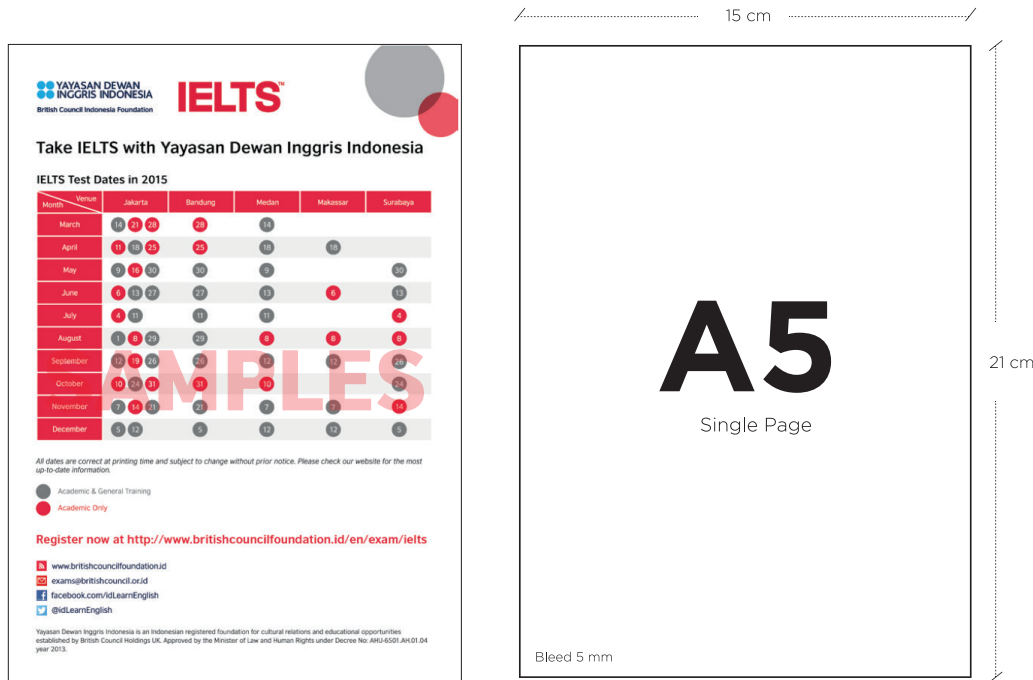 YAYASAN DEWAN
INGGRIS INDONESIA
British Council Indonesia Foundation
IELTS™
Take IELTS with Yayasan Dewan Inggris Indonesia
IELTS Test Dates in 2015
Month Venue Jakarta Bandung Medan Makassar Surabaya
March 14 21 28 28 14
April 11 18 25 25 18 18
May 9 16 30 30 9 30
June 6 13 27 27 13 6 13
July 4 11 11 11 4
August 1 8 29 29 8 8 8
September 12 19 26 26 12 12 26
October 10 24 31 31 10 24
November 7 14 21 21 7 7 14
December 5 12 5 12 12 5
AMPLES
All dates are correct at printing time and subject to change without prior notice. Please check our website for the most
up-to-date information.
Academic & General Training
Academic Only
Register now at http://www.britishcouncilfoundation.id/en/exam/ielts
www.britishcouncilfoundation.id
exams@britishcouncil.or.id
facebook.com/idLearnEnglish
@idLearnEnglish
Yayasan Dewan Inggris Indonesia is an Indonesian registered foundation for cultural relations and educational opportunities
established by British Council Holdings UK. Approved by the Minister of Law and Human Rights under Decree No: AHU-6501.AH.01.04
year 2013.
15 cm
21 cm
A5
Single Page
Bleed 5 mm